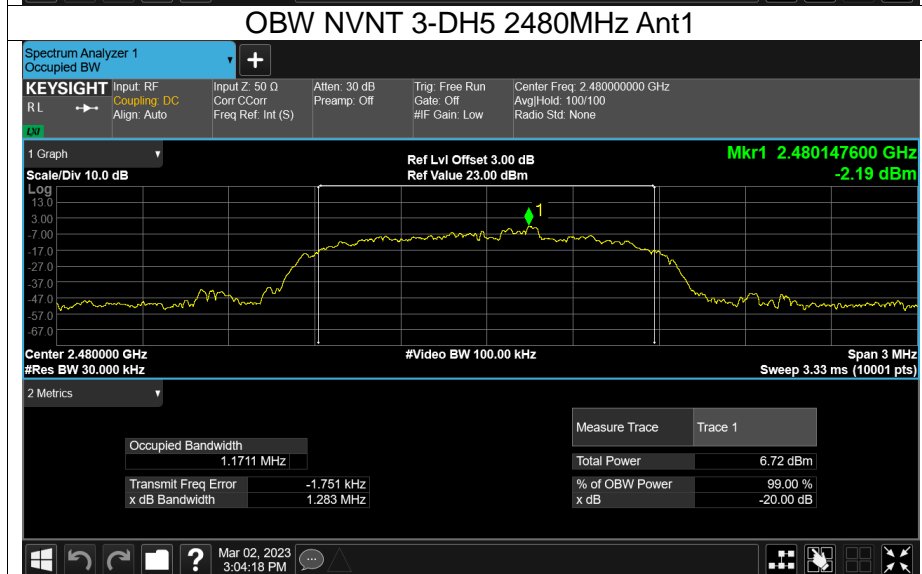 OBW NVNT 3-DH5 2480MHz Ant1
Spectrum Analyzer 1
Occupied BW
+
KEYSIGHT
R L
LXI
Input: RF
Coupling: DC
Align: Auto
Input Z: 50 Ω
Corr CCorr
Freq Ref: Int (S)
Atten: 30 dB
Preamp: Off
Trig: Free Run
Gate: Off
#IF Gain: Low
Center Freq: 2.480000000 GHz
Avg|Hold: 100/100
Radio Std: None
1 Graph
Scale/Div 10.0 dB
Ref Lvl Offset 3.00 dB
Ref Value 23.00 dBm
Mkr1 2.480147600 GHz
-2.19 dBm
Log
13.0
3.00
-7.00
-17.0
-27.0
-37.0
-47.0
-57.0
-67.0
1
Center 2.480000 GHz
#Res BW 30.000 kHz
#Video BW 100.00 kHz
Span 3 MHz
Sweep 3.33 ms (10001 pts)
2 Metrics
Measure Trace Trace 1
Occupied Bandwidth
1.1711 MHz
Total Power 6.72 dBm
Transmit Freq Error -1.751 kHz
% of OBW Power 99.00 %
x dB Bandwidth 1.283 MHz
x dB -20.00 dB
?
Mar 02, 2023
3:04:18 PM